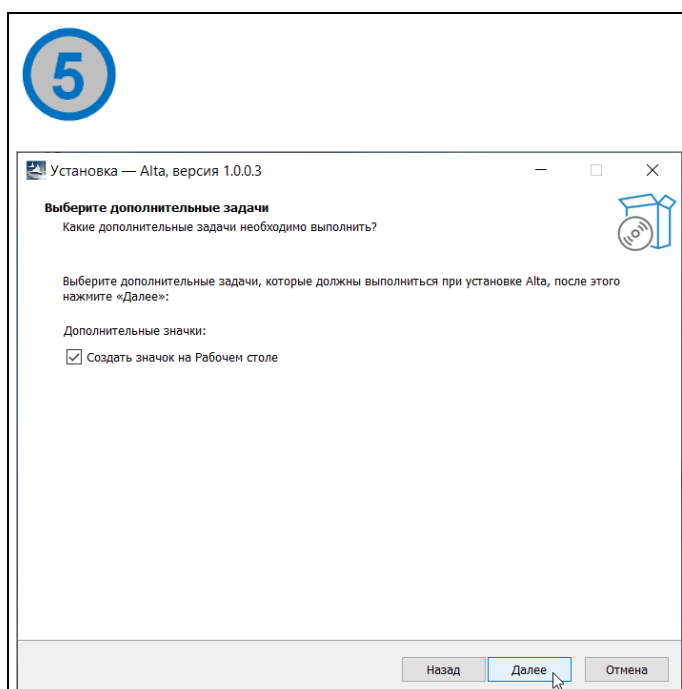 5
Установка — Alta, версия 1.0.0.3
Выберите дополнительные задачи
Какие дополнительные задачи необходимо выполнить?
Выберите дополнительные задачи, которые должны выполниться при установке Alta, после этого
нажмите «Далее»:
Дополнительные значки:
Создать значок на Рабочем столе
Назад Далее Отмена